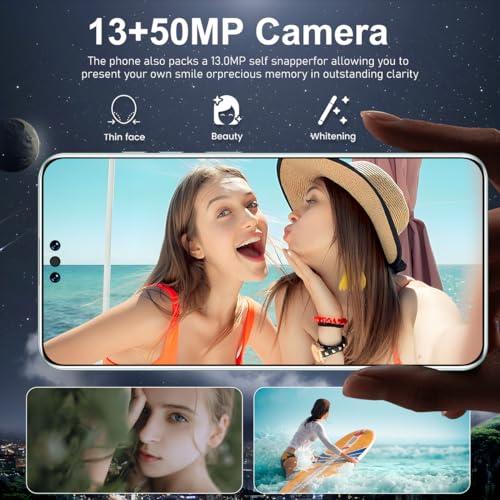 13+50MP Camera
The phone also packs a 13.0MP self snapperfor allowing you to
present your own smile orprecious memory in outstanding clarity
Thin face
Beauty
Whitening